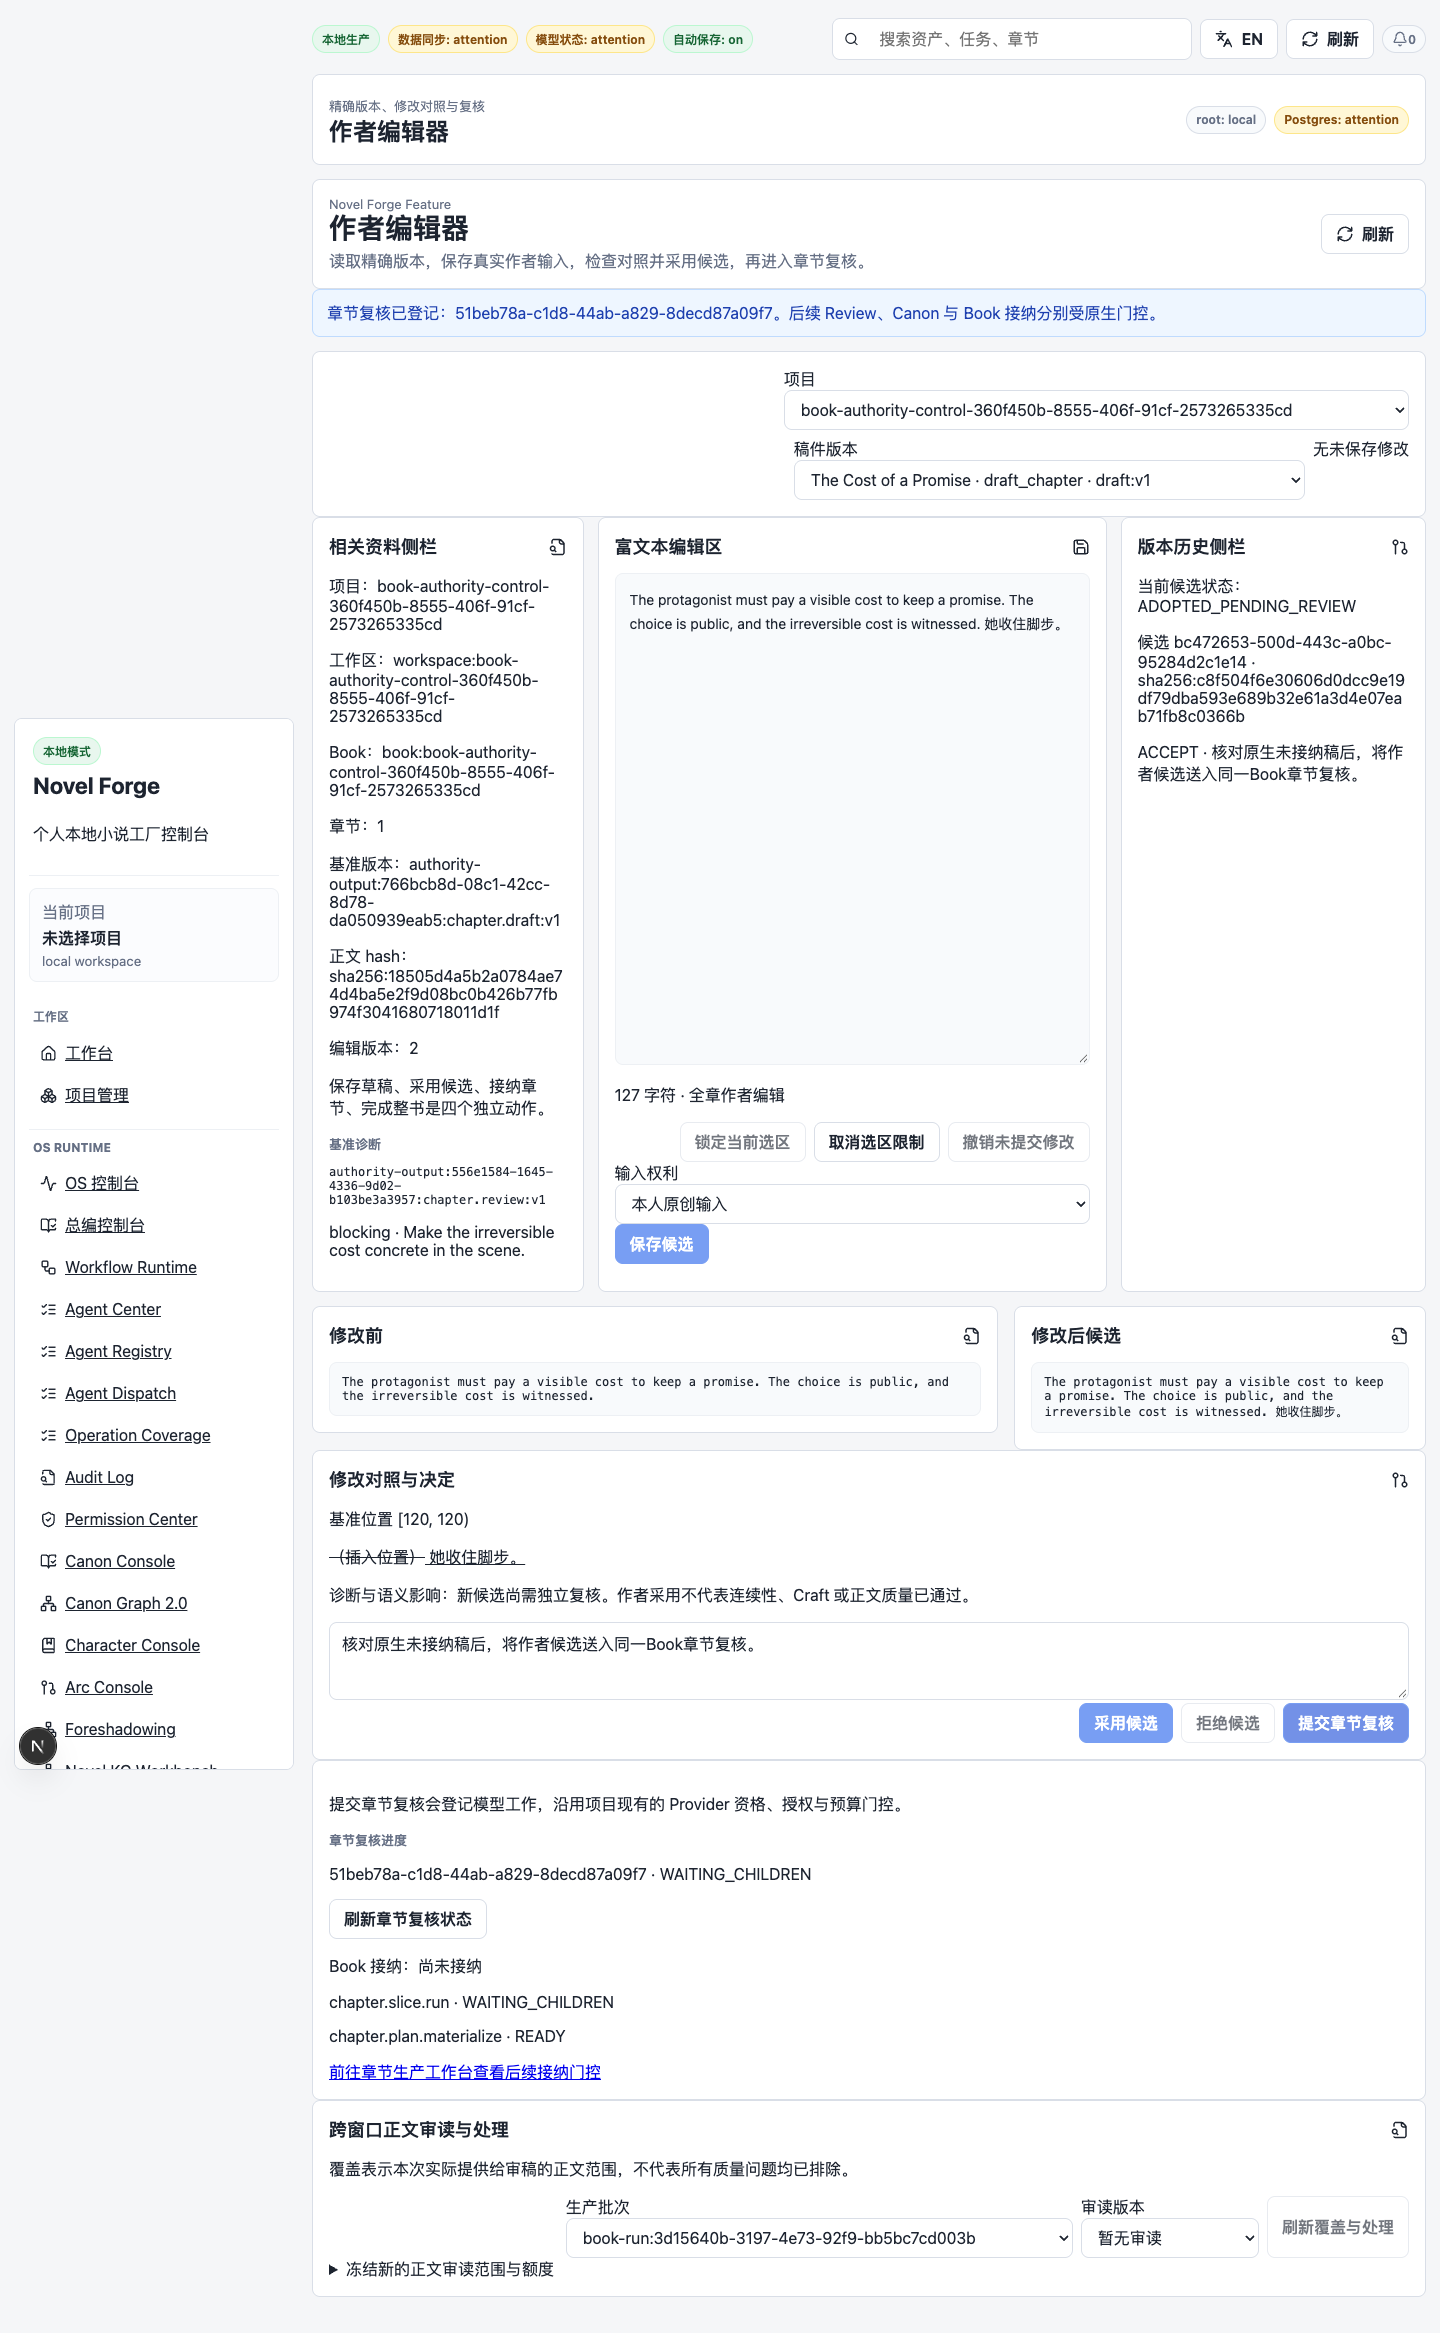 本地生产
数据同步: attention
模型状态: attention
自动保存: on
搜索资产、任务、章节
EN
刷新
0
精确版本、修改对照与复核
作者编辑器
root: local
Postgres: attention
Novel Forge Feature
作者编辑器
读取精确版本，保存真实作者输入，检查对照并采用候选，再进入章节复核。
刷新
章节复核已登记：51beb78a-c1d8-44ab-a829-8decd87a09f7。后续 Review、Canon 与 Book 接纳分别受原生门控。
项目
book-authority-control-360f450b-8555-406f-91cf-2573265335cd
稿件版本
The Cost of a Promise · draft_chapter · draft:v1
无未保存修改
相关资料侧栏
项目：book-authority-control-
360f450b-8555-406f-91cf-
2573265335cd
工作区：workspace:book-
authority-control-360f450b-
8555-406f-91cf-
2573265335cd
Book：book:book-authority-
control-360f450b-8555-406f-
91cf-2573265335cd
章节：1
基准版本：authority-
output:766bcb8d-08c1-42cc-
8d78-
da050939eab5:chapter.draft:v1
正文 hash：
sha256:18505d4a5b2a0784ae7
4d4ba5e2f9d08bc0b426b77fb
974f3041680718011d1f
编辑版本：2
保存草稿、采用候选、接纳章
节、完成整书是四个独立动作。
基准诊断
authority-output:556e1584-1645-
4336-9d02-
b103be3a3957:chapter.review:v1
blocking · Make the irreversible
cost concrete in the scene.
富文本编辑区
The protagonist must pay a visible cost to keep a promise. The
choice is public, and the irreversible cost is witnessed. 她收住脚步。
127 字符 · 全章作者编辑
锁定当前选区
取消选区限制
撤销未提交修改
输入权利
本人原创输入
保存候选
版本历史侧栏
当前候选状态：
ADOPTED_PENDING_REVIEW
候选 bc472653-500d-443c-a0bc-
95284d2c1e14 ·
sha256:c8f504f6e30606d0dcc9e19
df79dba593e689b32e61a3d4e07ea
b71fb8c0366b
ACCEPT · 核对原生未接纳稿后，将作
者候选送入同一Book章节复核。
本地模式
Novel Forge
个人本地小说工厂控制台
当前项目
未选择项目
local workspace
工作区
工作台
项目管理
OS RUNTIME
OS 控制台
总编控制台
Workflow Runtime
Agent Center
Agent Registry
Agent Dispatch
Operation Coverage
Audit Log
Permission Center
Canon Console
Canon Graph 2.0
Character Console
Arc Console
Foreshadowing
N
修改前
The protagonist must pay a visible cost to keep a promise. The choice is public, and
the irreversible cost is witnessed.
修改后候选
The protagonist must pay a visible cost to keep
a promise. The choice is public, and the
irreversible cost is witnessed. 她收住脚步。
修改对照与决定
基准位置 [120, 120)
（插入位置） 她收住脚步。
诊断与语义影响：新候选尚需独立复核。作者采用不代表连续性、Craft 或正文质量已通过。
核对原生未接纳稿后，将作者候选送入同一Book章节复核。
采用候选
拒绝候选
提交章节复核
提交章节复核会登记模型工作，沿用项目现有的 Provider 资格、授权与预算门控。
章节复核进度
51beb78a-c1d8-44ab-a829-8decd87a09f7 · WAITING_CHILDREN
刷新章节复核状态
Book 接纳：尚未接纳
chapter.slice.run · WAITING_CHILDREN
chapter.plan.materialize · READY
前往章节生产工作台查看后续接纳门控
跨窗口正文审读与处理
覆盖表示本次实际提供给审稿的正文范围，不代表所有质量问题均已排除。
生产批次
book-run:3d15640b-3197-4e73-92f9-bb5bc7cd003b
审读版本
暂无审读
刷新覆盖与处理
冻结新的正文审读范围与额度